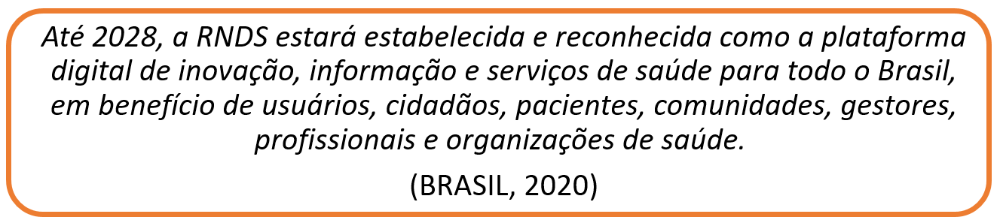 Até 2028, a RNDS estará estabelecida e reconhecida como a plataforma
digital de inovação, informação e serviços de saúde para todo o Brasil,
em benefício de usuários, cidadãos, pacientes, comunidades, gestores,
profissionais e organizações de saúde.
(BRASIL, 2020)